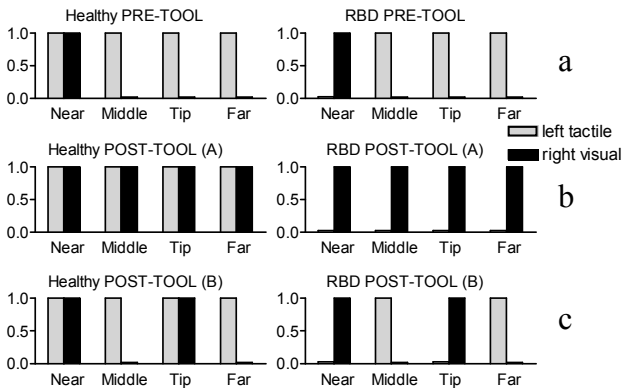 Healthy PRE-TOOL
1.0
0.5
0.0
Near Middle Tip Far
RBD PRE-TOOL
1.0
0.5
0.0
Near Middle Tip Far
a
left tactile
right visual
Healthy POST-TOOL (A)
1.0
0.5
0.0
Near Middle Tip Far
RBD POST-TOOL (A)
1.0
0.5
0.0
Near Middle Tip Far
b
Healthy POST-TOOL (B)
1.0
0.5
0.0
Near Middle Tip Far
RBD POST-TOOL (B)
1.0
0.5
0.0
Near Middle Tip Far
c